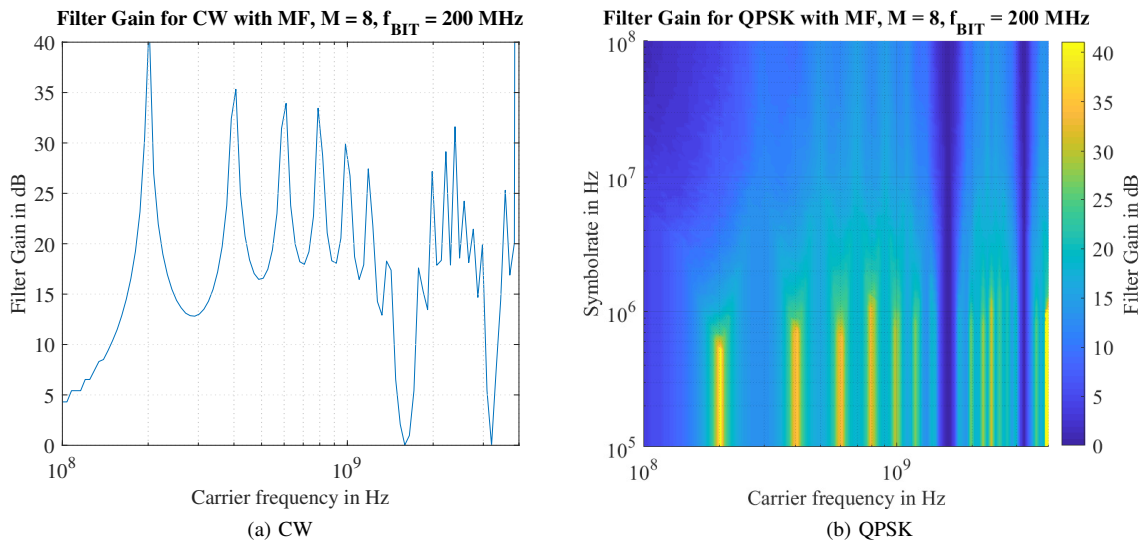 Filter Gain for CW with MF, M = 8, f_BIT = 200 MHz
40
35
30
25
20
15
10
5
0
Filter Gain in dB
10^8
10^9
Carrier frequency in Hz
(a) CW
Filter Gain for QPSK with MF, M = 8, f_BIT = 200 MHz
10^8
10^7
10^6
10^5
Symbolrate in Hz
10^8
10^9
Carrier frequency in Hz
40
35
30
25
20
15
10
5
0
Filter Gain in dB
(b) QPSK